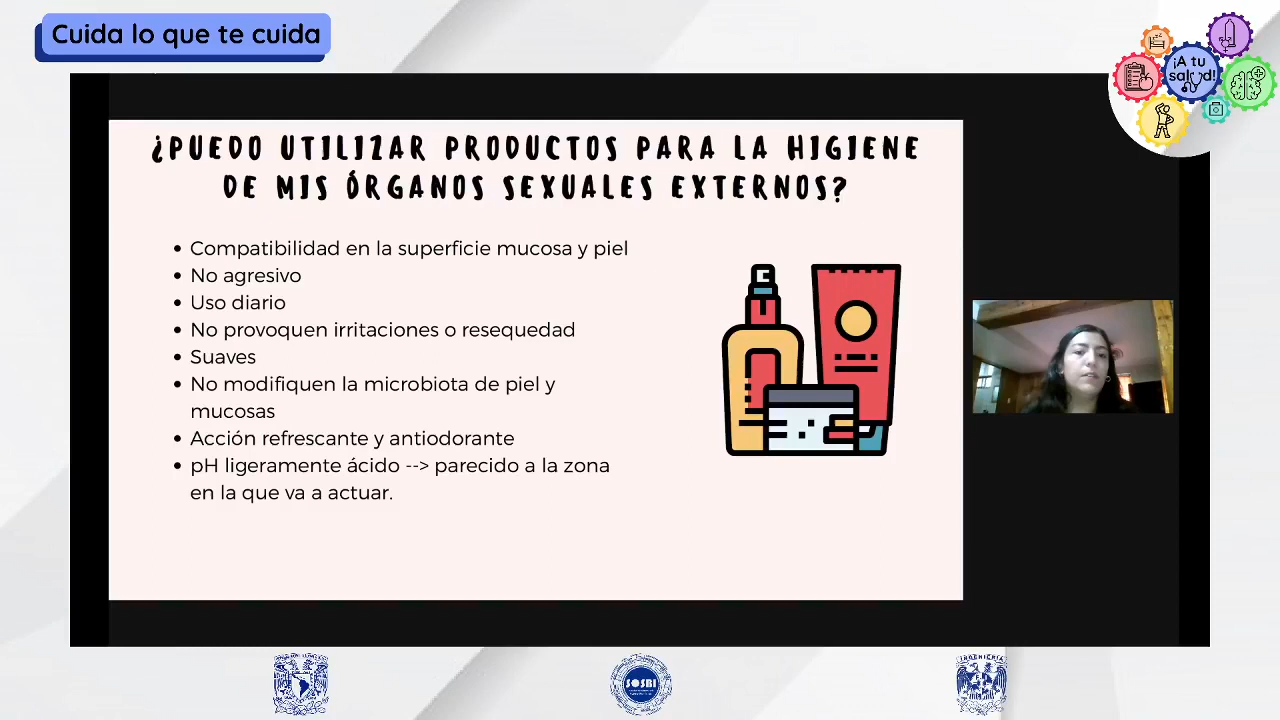 Cuida lo que te cuida
¡A tu
salud!
¿PUEDO UTILIZAR PRODUCTOS PARA LA HIGIENE
DE MIS ÓRGANOS SEXUALES EXTERNOS?
• Compatibilidad en la superficie mucosa y piel
• No agresivo
• Uso diario
• No provoquen irritaciones o resequedad
• Suaves
• No modifiquen la microbiota de piel y
mucosas
• Acción refrescante y antiodorante
• pH ligeramente ácido --> parecido a la zona
en la que va a actuar.
SOSBI
INGENIERIA